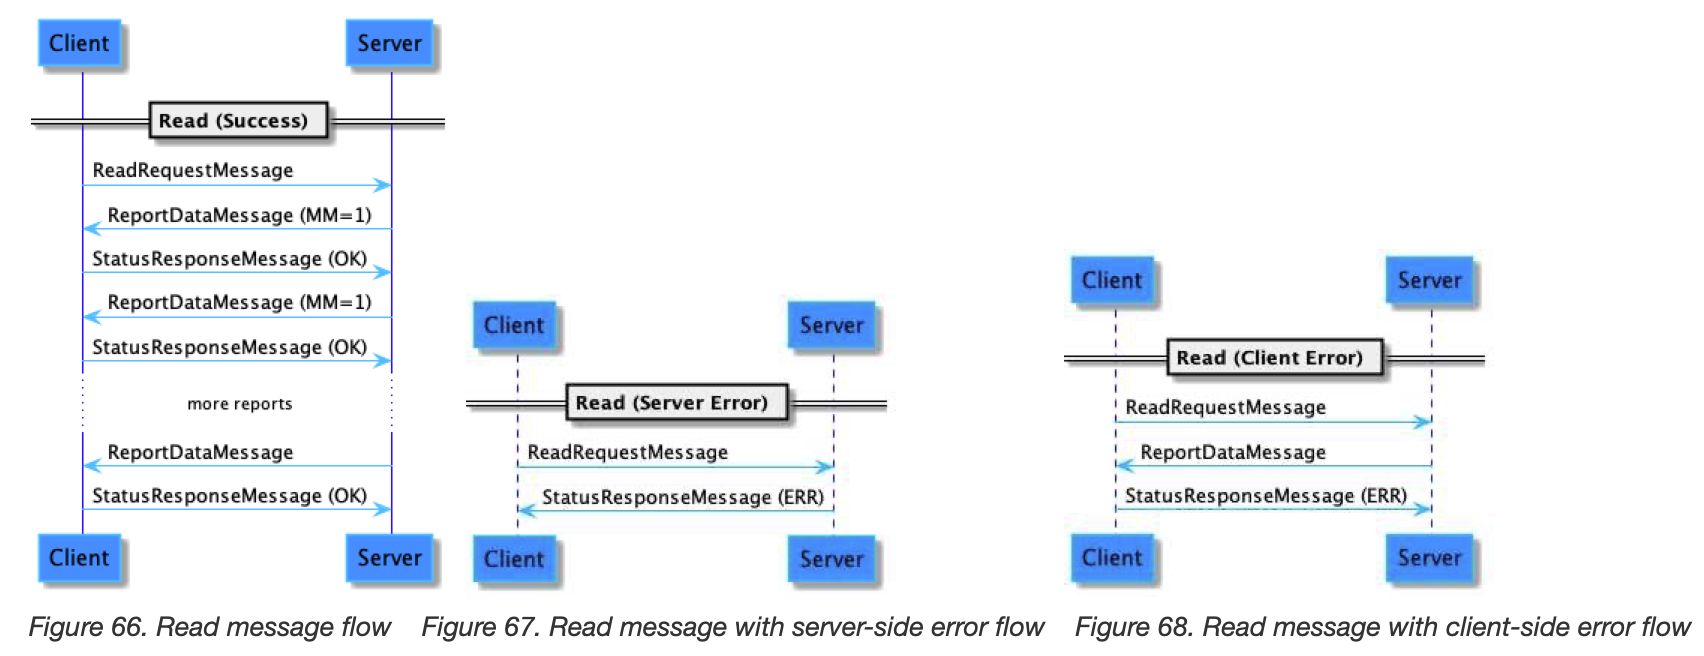 Client
Server
Read (Success)
ReadRequestMessage
ReportDataMessage (MM=1)
StatusResponseMessage (OK)
ReportDataMessage (MM=1)
StatusResponseMessage (OK)
more reports
ReportDataMessage
StatusResponseMessage (OK)
Client
Server
Figure 66. Read message flow
Client
Server
Read (Server Error)
ReadRequestMessage
StatusResponseMessage (ERR)
Client
Server
Figure 67. Read message with server-side error flow
Client
Server
Read (Client Error)
ReadRequestMessage
ReportDataMessage
StatusResponseMessage (ERR)
Client
Server
Figure 68. Read message with client-side error flow